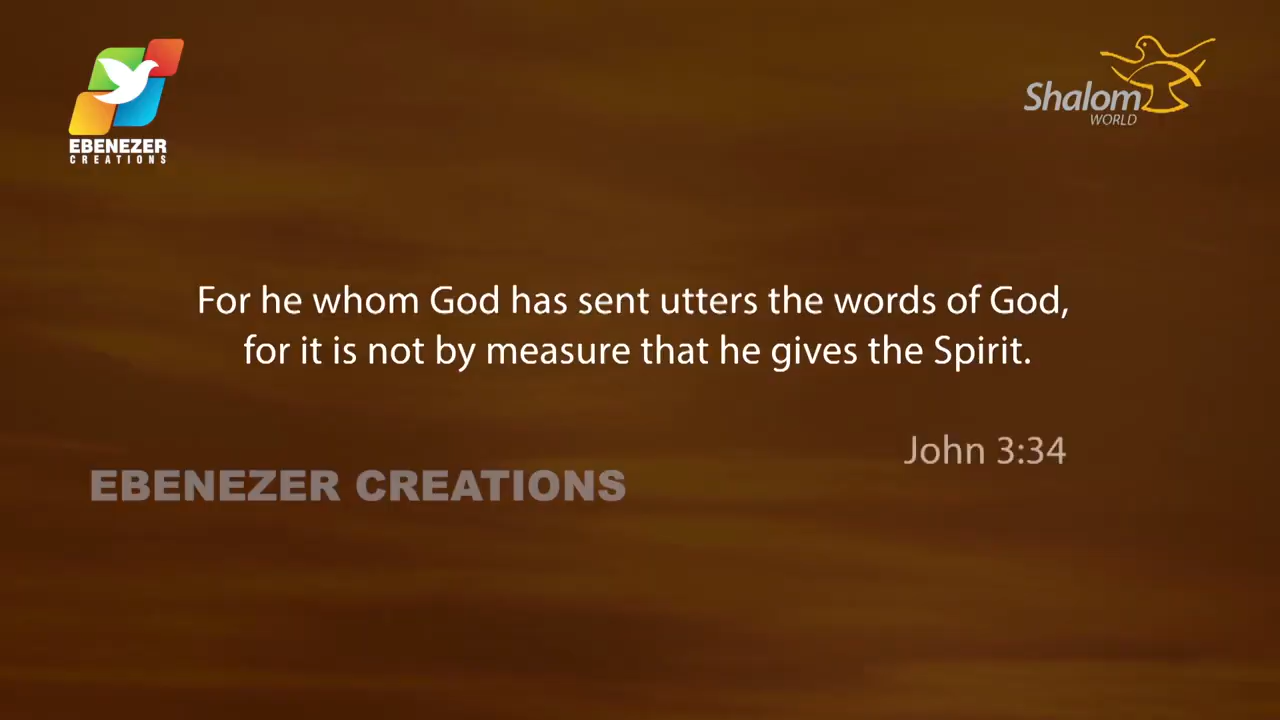 EBENEZER
CREATIONS
Shalom
WORLD
For he whom God has sent utters the words of God,
for it is not by measure that he gives the Spirit.
John 3:34
EBENEZER CREATIONS